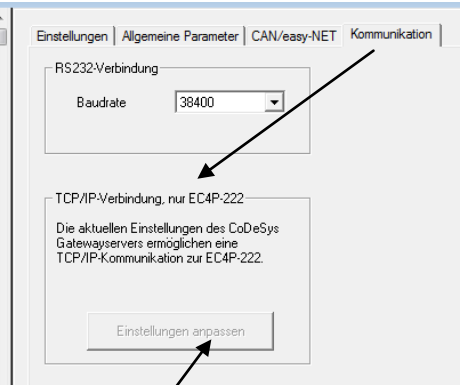 Einstellungen Allgemeine Parameter CAN/easy-NET Kommunikation
RS232-Verbindung
Baudrate 38400
TCP/IP-Verbindung, nur EC4P-222
Die aktuellen Einstellungen des CoDeSys
Gatewayservers ermöglichen eine
TCP/IP-Kommunikation zur EC4P-222.
Einstellungen anpassen